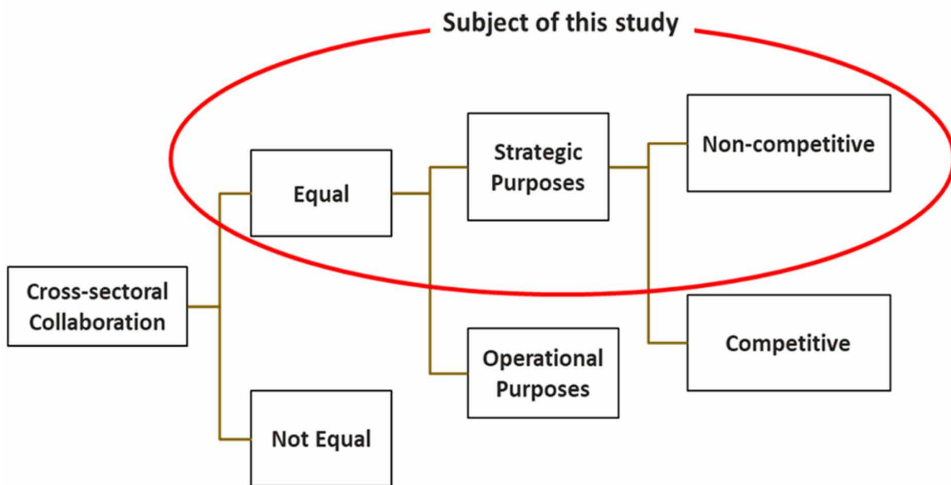 Subject of this study
Non-competitive
Strategic
Purposes
Equal
Cross-sectoral
Collaboration
Competitive
Operational
Purposes
Not Equal